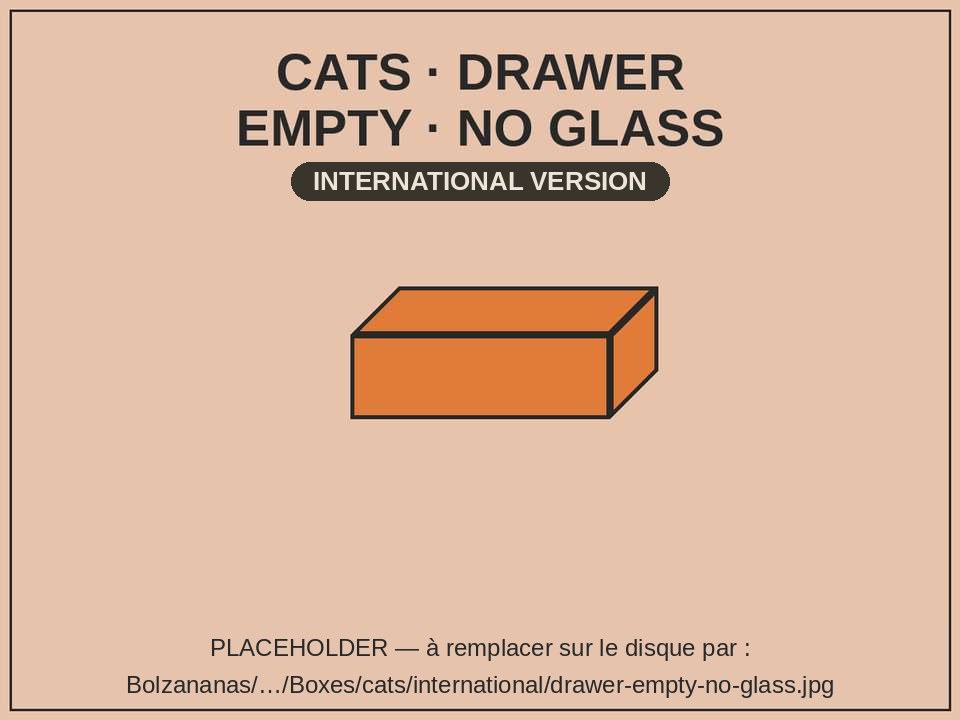 CATS · DRAWER
EMPTY · NO GLASS
INTERNATIONAL VERSION
PLACEHOLDER — à remplacer sur le disque par :
Bolzananas/…/Boxes/cats/international/drawer-empty-no-glass.jpg